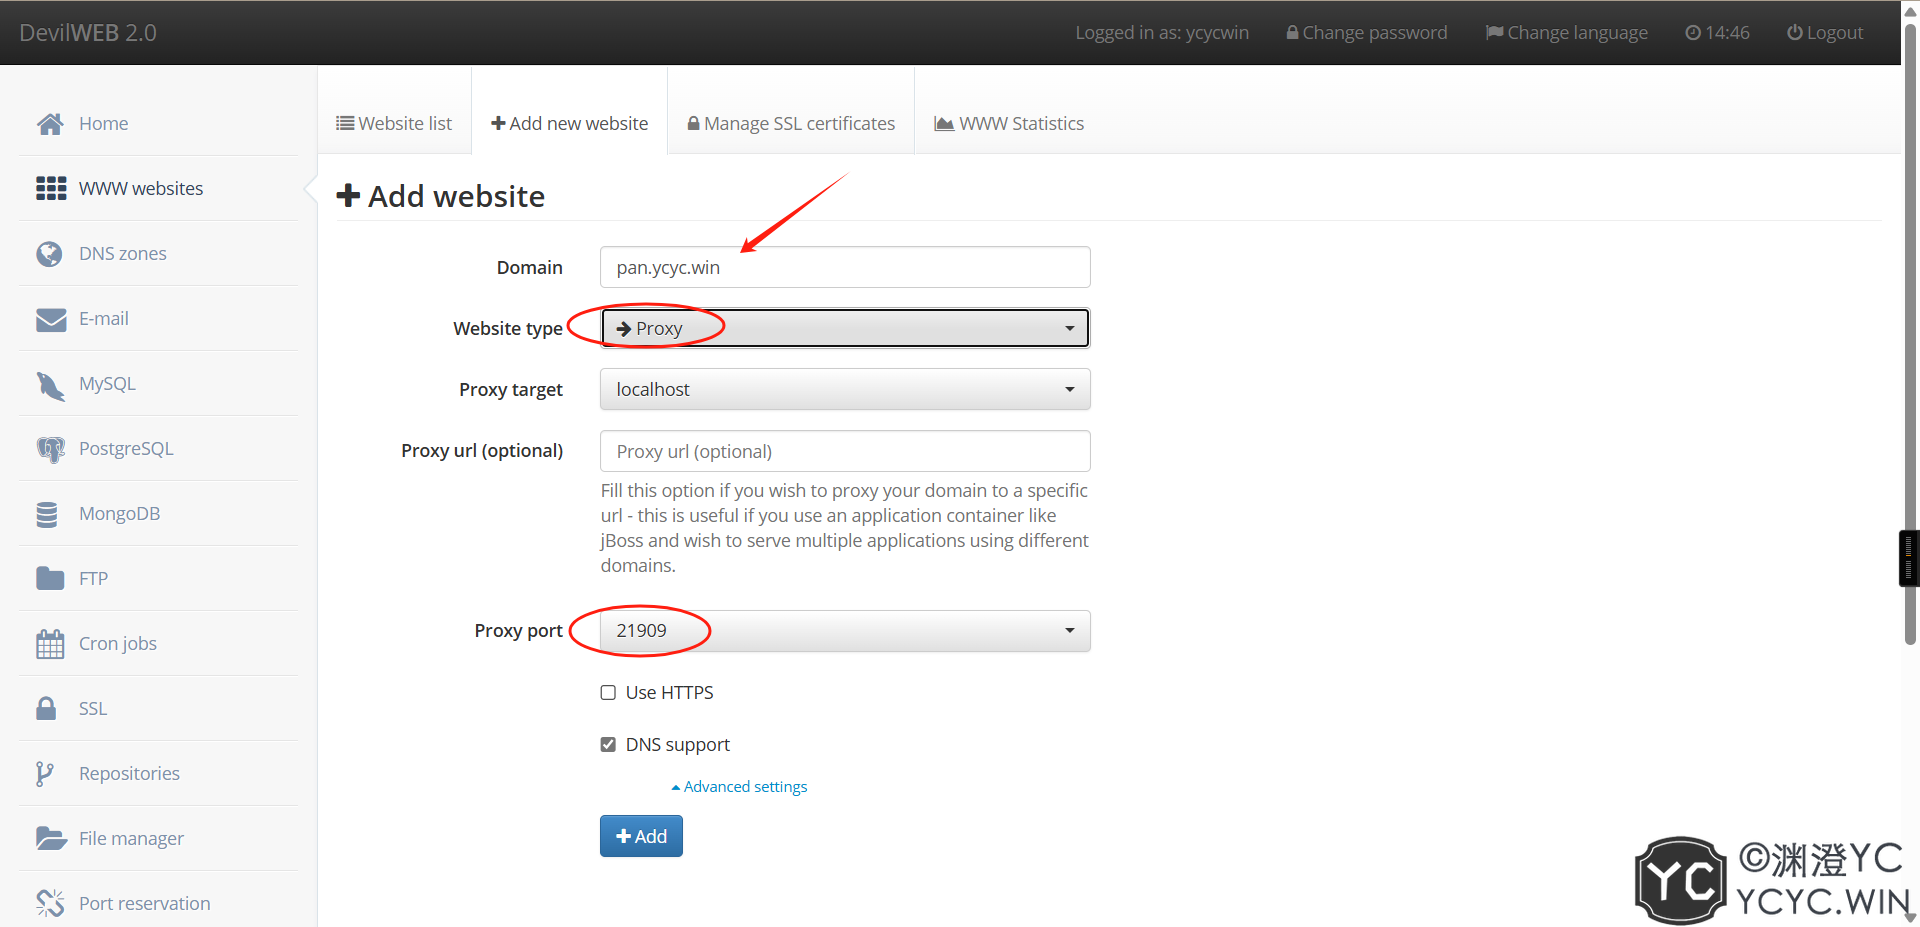 DevilWEB 2.0
Logged in as: ycycwin
Change password
Change language
14:46
Logout
Home
WWW websites
DNS zones
E-mail
MySQL
PostgreSQL
MongoDB
FTP
Cron jobs
SSL
Repositories
File manager
Port reservation
Website list
Add new website
Manage SSL certificates
WWW Statistics
Add website
Domain
pan.ycyc.win
Website type
Proxy
Proxy target
localhost
Proxy url (optional)
Proxy url (optional)
Fill this option if you wish to proxy your domain to a specific
url - this is useful if you use an application container like
jBoss and wish to serve multiple applications using different
domains.
Proxy port
21909
Use HTTPS
DNS support
Advanced settings
Add
YC
©渊澄YC
YCYC.WIN